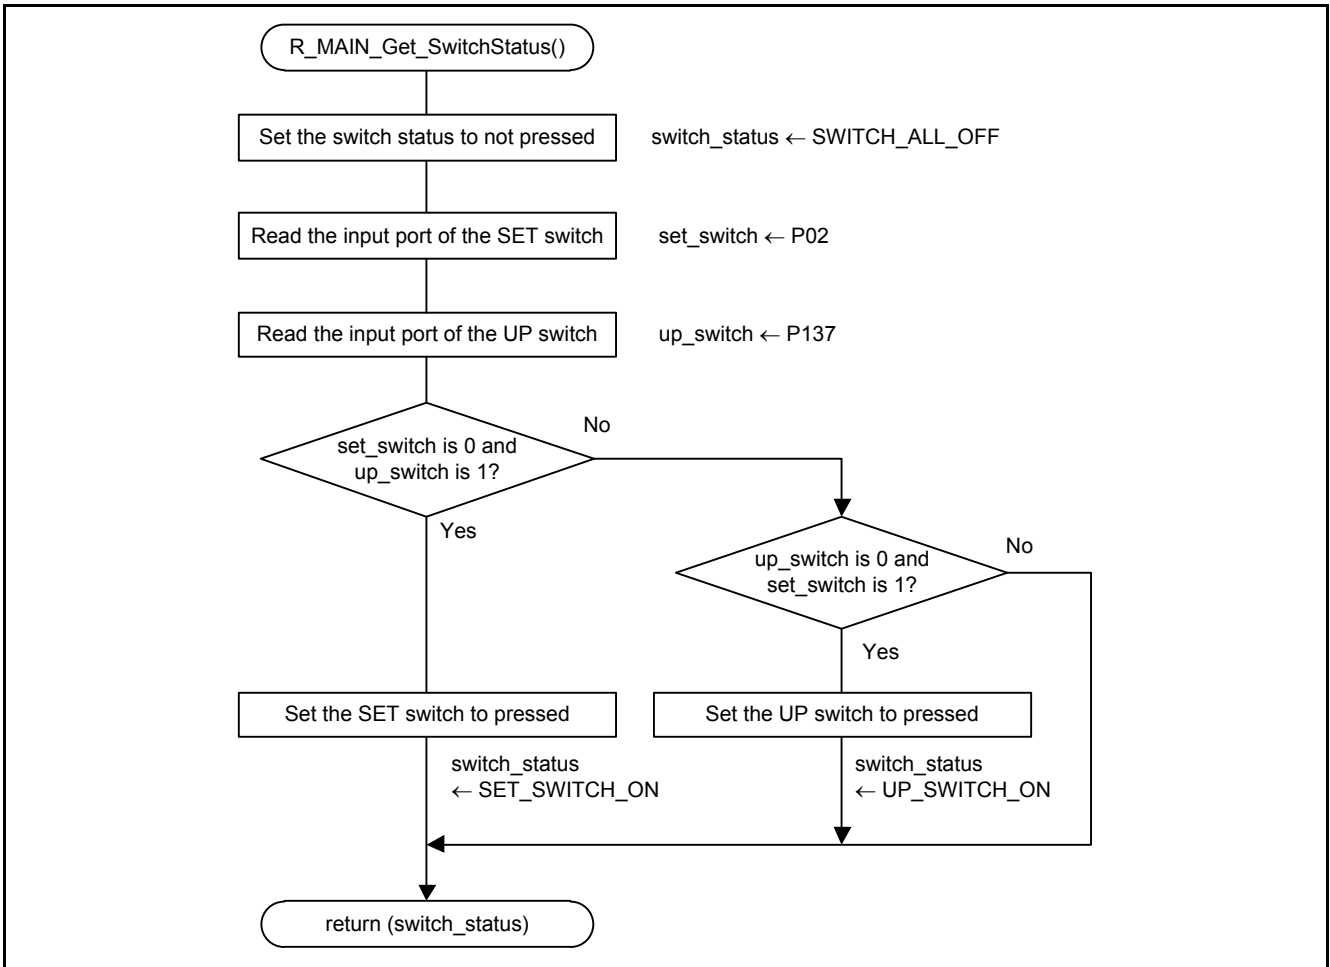 R_MAIN_Get_SwitchStatus()
Set the switch status to not pressed
switch_status ← SWITCH_ALL_OFF
Read the input port of the SET switch
set_switch ← P02
Read the input port of the UP switch
up_switch ← P137
set_switch is 0 and
up_switch is 1?
No
Yes
up_switch is 0 and
set_switch is 1?
No
Yes
Set the SET switch to pressed
switch_status
← SET_SWITCH_ON
Set the UP switch to pressed
switch_status
← UP_SWITCH_ON
return (switch_status)